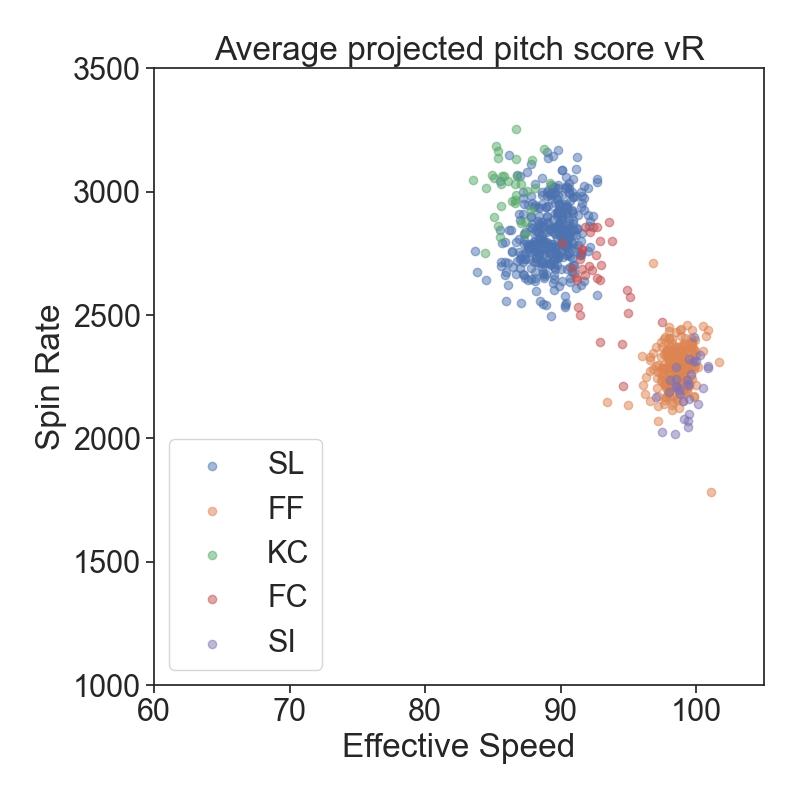 Average projected pitch score vR
3500
3000
2500
2000
1500
1000
Spin Rate
SL
FF
KC
FC
SI
60 70 80 90 100
Effective Speed